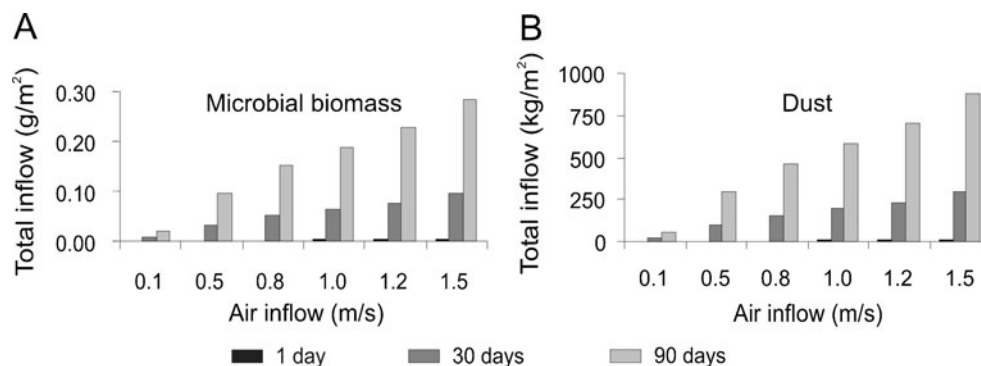 A
Total inflow (g/m²)
0.30
0.20
0.10
0.00
Microbial biomass
0.1 0.5 0.8 1.0 1.2 1.5
Air inflow (m/s)
B
Total inflow (kg/m²)
1000
750
500
250
0
Dust
0.1 0.5 0.8 1.0 1.2 1.5
Air inflow (m/s)
1 day 30 days 90 days